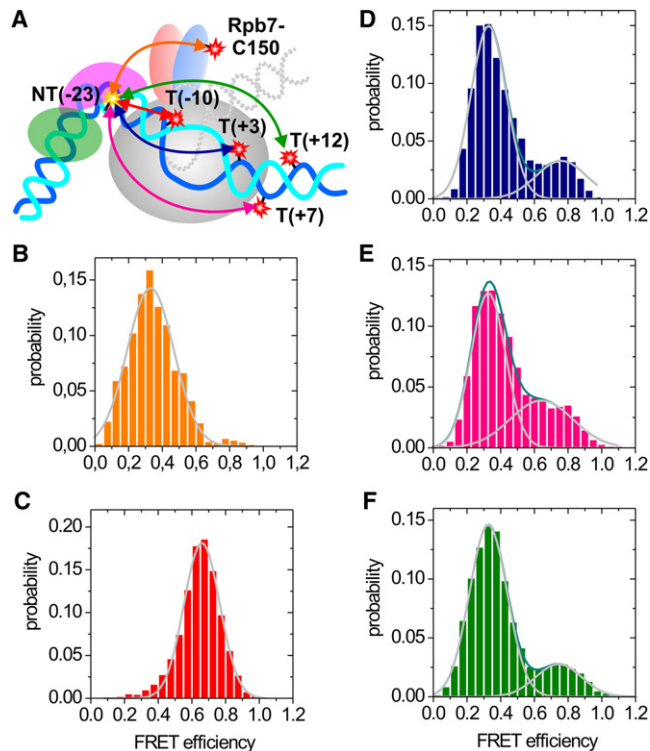 A
Rpb7-
C150
NT(-23)
T(-10)
T(+3)
T(+12)
T(+7)
B
probability
0,15
0,10
0,05
0,00
0,0 0,2 0,4 0,6 0,8 1,0 1,2
C
probability
0.20
0.15
0.10
0.05
0.00
0.0 0.2 0.4 0.6 0.8 1.0 1.2
FRET efficiency
D
probability
0.15
0.10
0.05
0.00
0.0 0.2 0.4 0.6 0.8 1.0 1.2
E
probability
0.15
0.10
0.05
0.00
0.0 0.2 0.4 0.6 0.8 1.0 1.2
F
probability
0.15
0.10
0.05
0.00
0.0 0.2 0.4 0.6 0.8 1.0 1.2
FRET efficiency